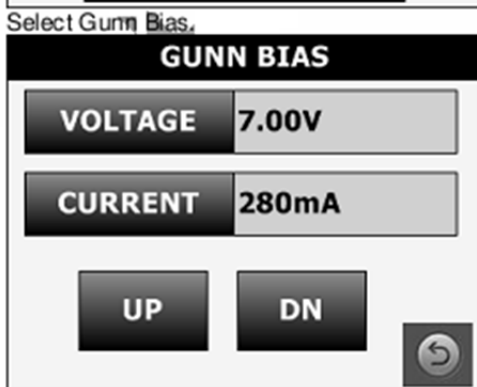 Select Gunn Bias.
GUNN BIAS
VOLTAGE 7.00V
CURRENT 280mA
UP DN